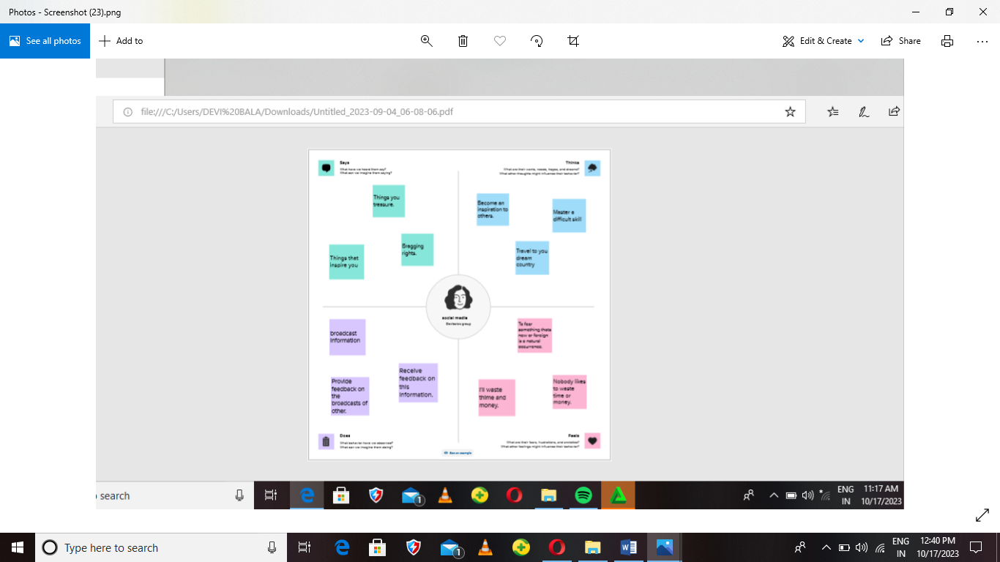 Photos - Screenshot (23).png
See all photos
Add to
Edit & Create
Share
file:///C:/Users/DEVI%20BALA/Downloads/Untitled_2023-09-04_06-08-06.pdf
Says
What have we heard them say?
What can we imagine them saying?
Thinks
What are their wants, needs, hopes, and dreams?
What other thoughts might influence their behavior?
Things you
treasure.
Bragging
rights.
Things that
inspire you
Become an
inspiration to
others.
Master a
difficult skill
Travel to you
dream
country
social media
broadcast
information
Provide
feedback on
the
broadcasts of
other.
Receive
feedback on
this
information.
To fear
something thats
new or foreign
is a natural
occurrence.
I'll waste
thime and
money.
Nobody likes
to waste
time or
money.
Does
What behavior have we observed?
What can we imagine them doing?
Feels
What are their fears, frustrations, and anxieties?
What other feelings might influence their behavior?
See an example
search
1
ENG
IN
11:17 AM
10/17/2023
Type here to search
1
ENG
IN
12:40 PM
10/17/2023